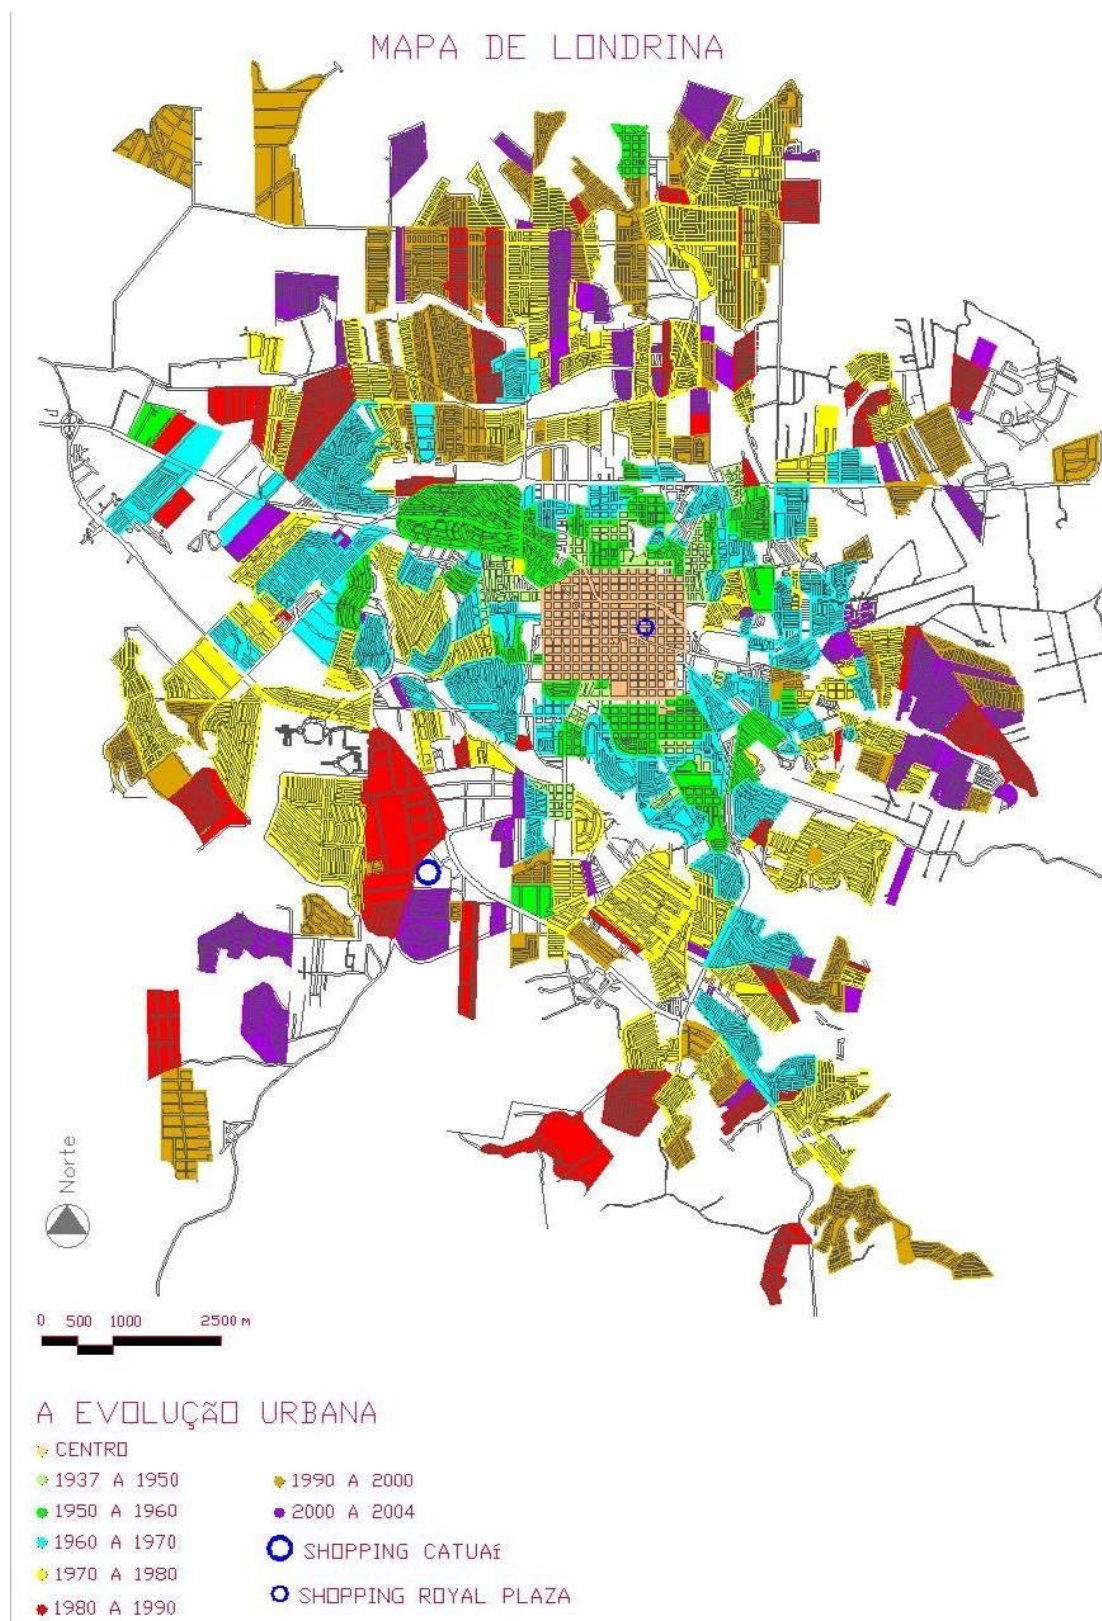 MAPA DE LONDRINA
Norte
0 500 1000 2500 M
A EVOLUÇÃO URBANA
CENTRO
1937 A 1950
1950 A 1960
1960 A 1970
1970 A 1980
1980 A 1990
1990 A 2000
2000 A 2004
SHOPPING CATUAÍ
SHOPPING ROYAL PLAZA